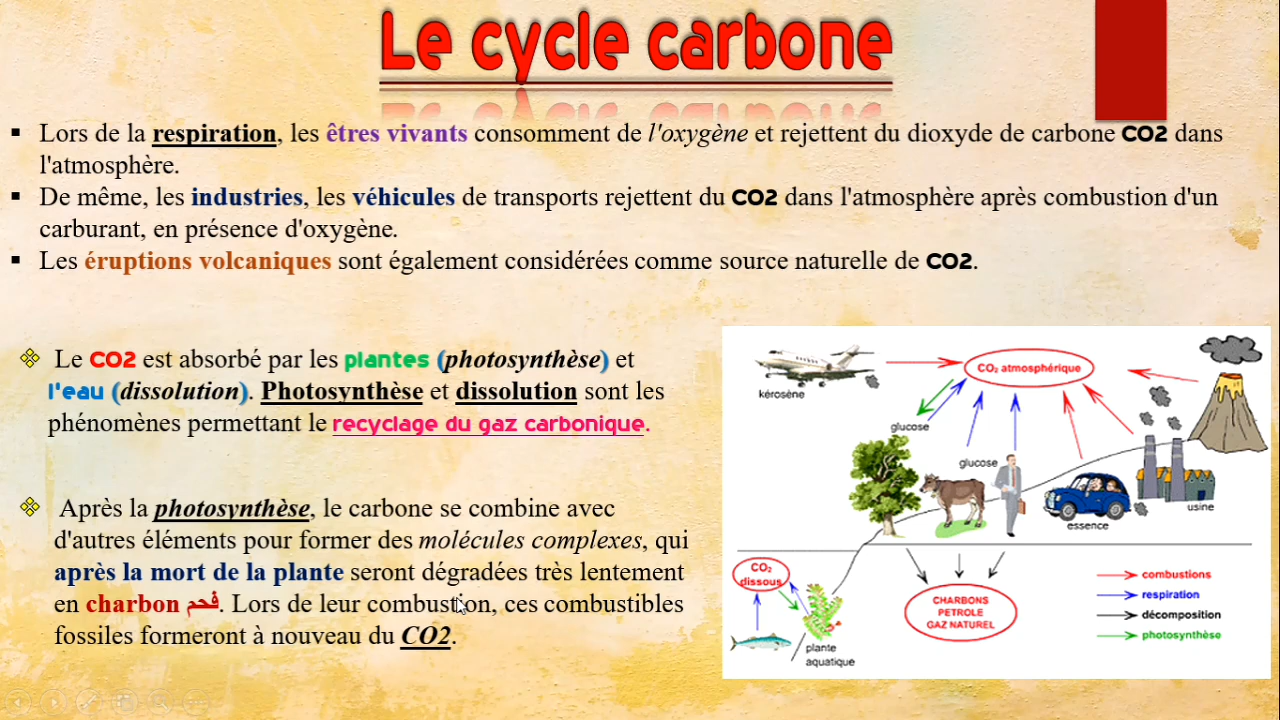 Le cycle carbone
▪ Lors de la respiration, les êtres vivants consomment de l'oxygène et rejettent du dioxyde de carbone CO2 dans
l'atmosphère.
▪ De même, les industries, les véhicules de transports rejettent du CO2 dans l'atmosphère après combustion d'un
carburant, en présence d'oxygène.
▪ Les éruptions volcaniques sont également considérées comme source naturelle de CO2.
❖ Le CO2 est absorbé par les plantes (photosynthèse) et
l'eau (dissolution). Photosynthèse et dissolution sont les
phénomènes permettant le recyclage du gaz carbonique.
❖ Après la photosynthèse, le carbone se combine avec
d'autres éléments pour former des molécules complexes, qui
après la mort de la plante seront dégradées très lentement
en charbon فحم. Lors de leur combustion, ces combustibles
fossiles formeront à nouveau du CO2.
kérosène
CO₂ atmosphérique
glucose
glucose
essence
usine
CO₂
dissous
plante
aquatique
CHARBONS
PETROLE
GAZ NATUREL
combustions
respiration
décomposition
photosynthèse